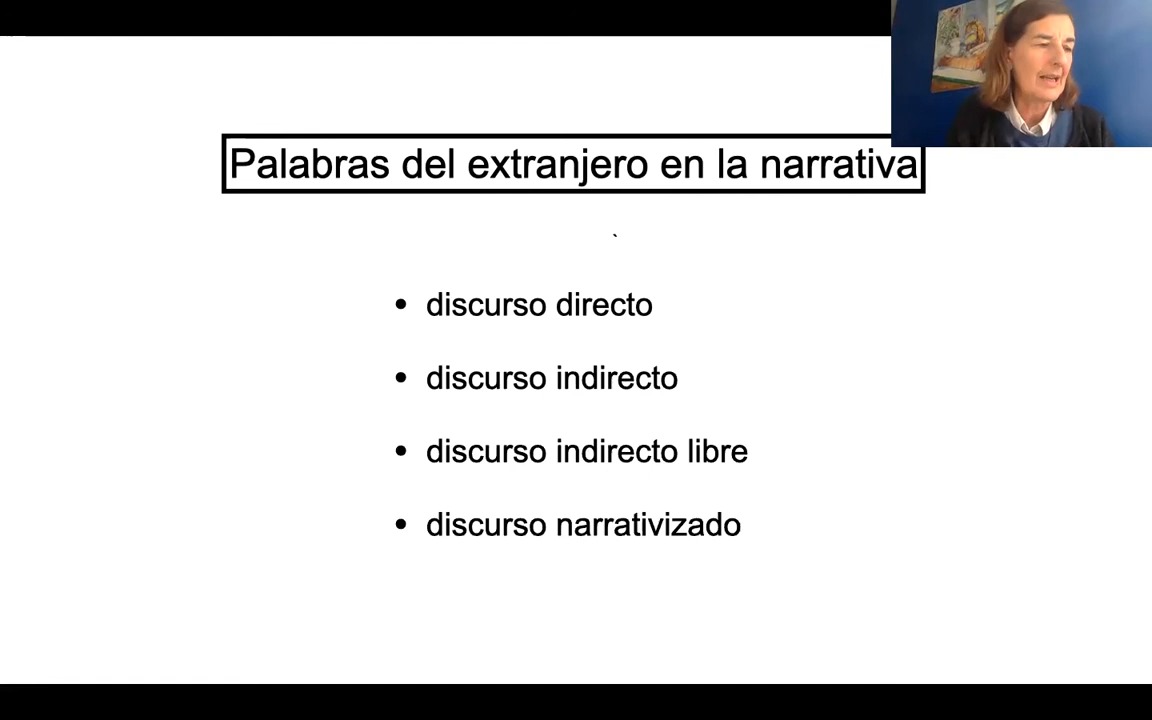 Palabras del extranjero en la narrativa
• discurso directo
• discurso indirecto
• discurso indirecto libre
• discurso narrativizado